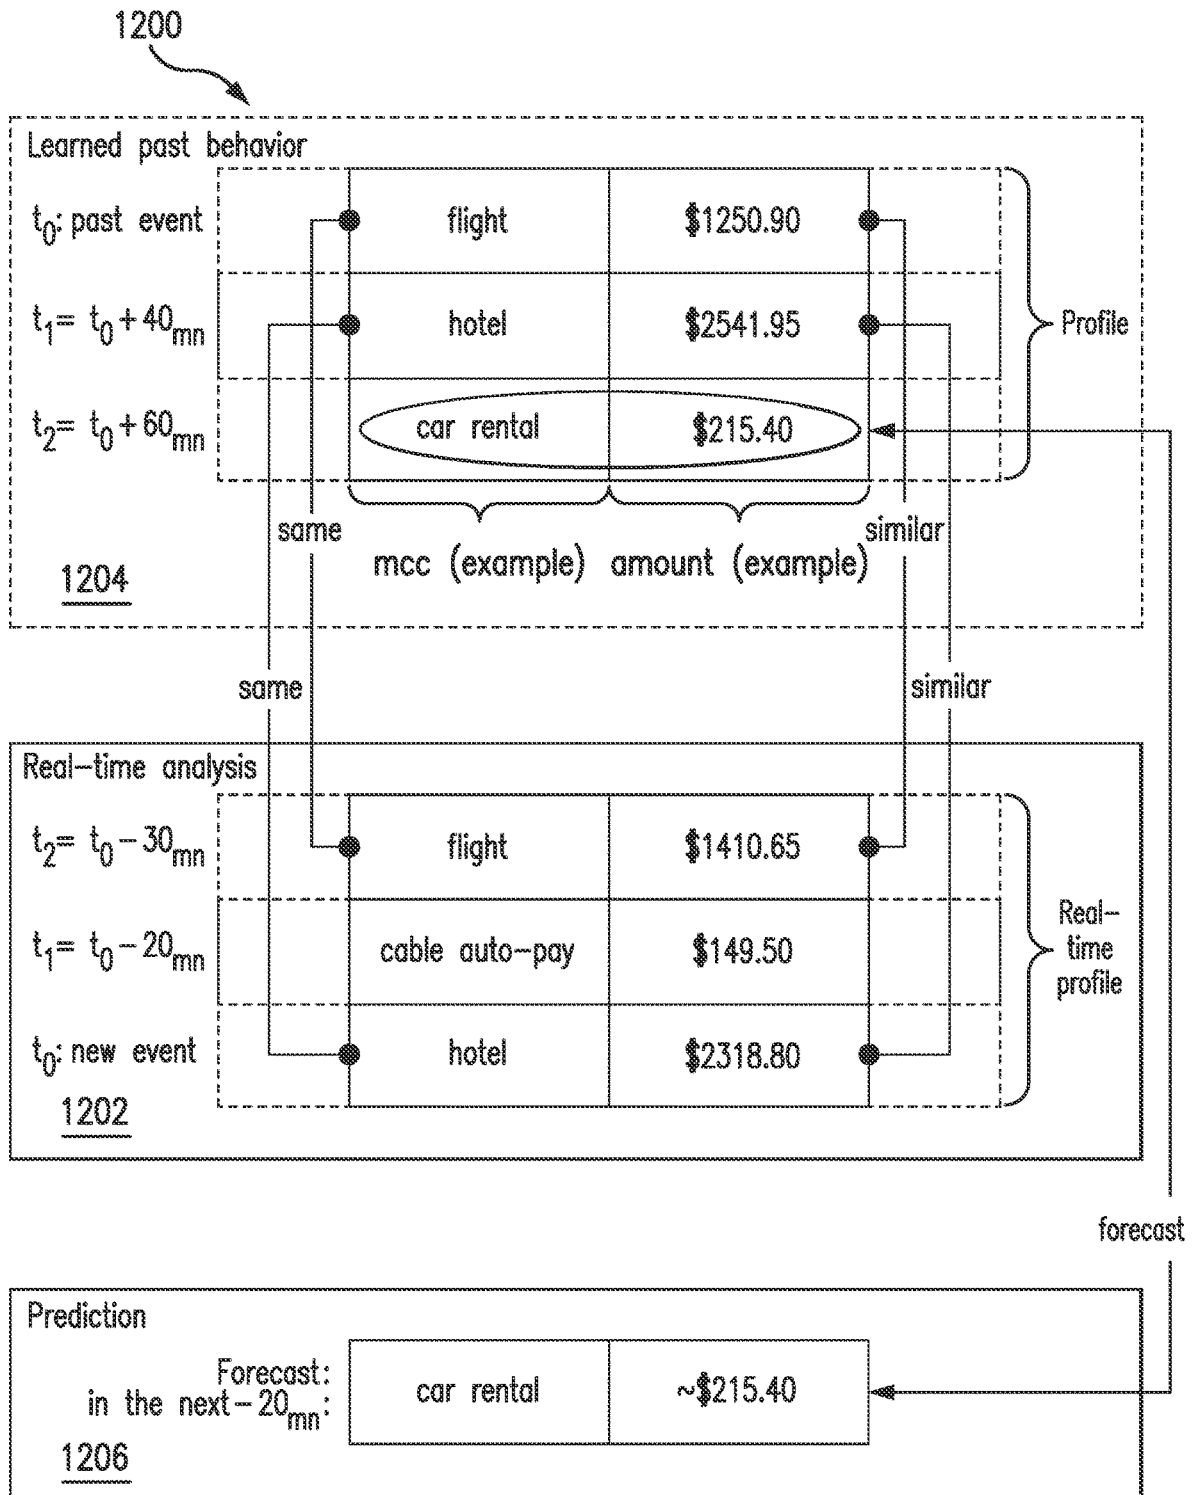 1200
Learned past behavior
t0: past event flight $1250.90
t1= t0+40mn hotel $2541.95
Profile
t2= t0+60mn car rental $215.40
same
similar
mcc (example) amount (example)
1204
same
similar
Real-time analysis
t2= t0-30mn flight $1410.65
t1= t0-20mn cable auto-pay $149.50
Real-
time
profile
t0: new event hotel $2318.80
1202
forecast
Prediction
Forecast:
in the next-20mn: car rental ~$215.40
1206